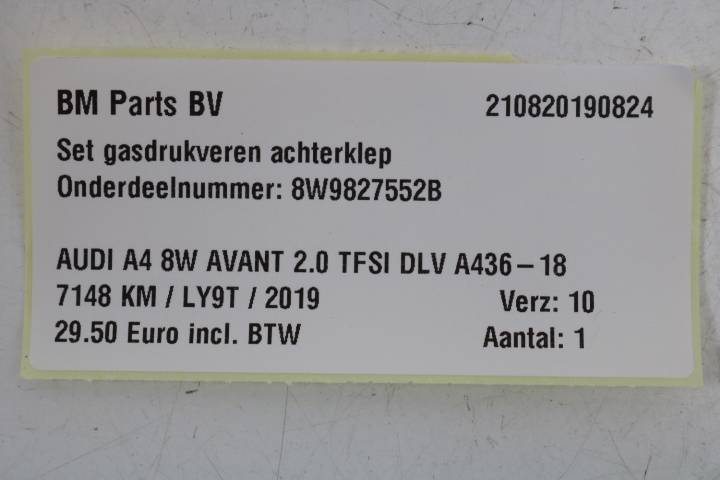 BM Parts BV 210820190824
Set gasdrukveren achterklep
Onderdeelnummer: 8W9827552B
AUDI A4 8W AVANT 2.0 TFSI DLV A436-18
7148 KM / LY9T / 2019 Verz: 10
29.50 Euro incl. BTW Aantal: 1